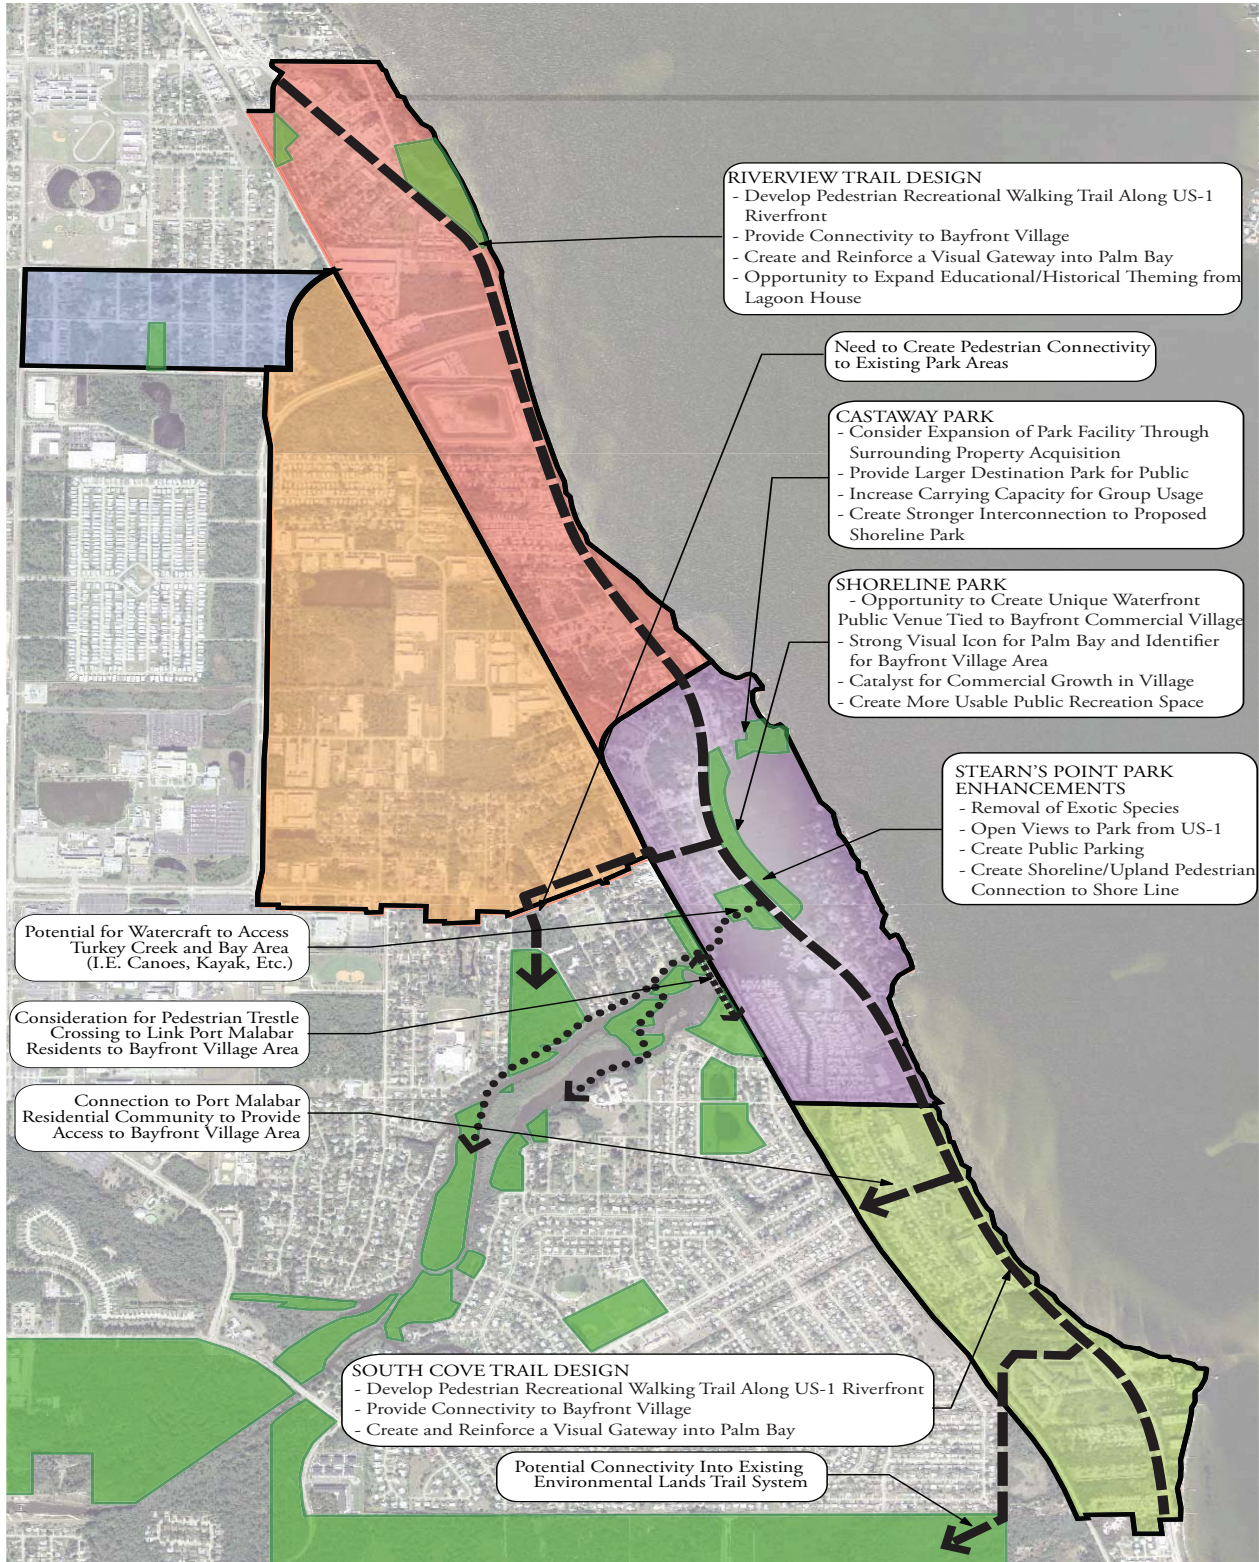 RIVERVIEW TRAIL DESIGN
- Develop Pedestrian Recreational Walking Trail Along US-1
Riverfront
- Provide Connectivity to Bayfront Village
- Create and Reinforce a Visual Gateway into Palm Bay
- Opportunity to Expand Educational/Historical Theming from
Lagoon House
Need to Create Pedestrian Connectivity
to Existing Park Areas
CASTAWAY PARK
- Consider Expansion of Park Facility Through
Surrounding Property Acquisition
- Provide Larger Destination Park for Public
- Increase Carrying Capacity for Group Usage
- Create Stronger Interconnection to Proposed
Shoreline Park
SHORELINE PARK
- Opportunity to Create Unique Waterfront
Public Venue Tied to Bayfront Commercial Village
- Strong Visual Icon for Palm Bay and Identifier
for Bayfront Village Area
- Catalyst for Commercial Growth in Village
- Create More Usable Public Recreation Space
STEARN'S POINT PARK
ENHANCEMENTS
- Removal of Exotic Species
- Open Views to Park from US-1
- Create Public Parking
- Create Shoreline/Upland Pedestrian
Connection to Shore Line
Potential for Watercraft to Access
Turkey Creek and Bay Area
(I.E. Canoes, Kayak, Etc.)
Consideration for Pedestrian Trestle
Crossing to Link Port Malabar
Residents to Bayfront Village Area
Connection to Port Malabar
Residential Community to Provide
Access to Bayfront Village Area
SOUTH COVE TRAIL DESIGN
- Develop Pedestrian Recreational Walking Trail Along US-1 Riverfront
- Provide Connectivity to Bayfront Village
- Create and Reinforce a Visual Gateway into Palm Bay
Potential Connectivity Into Existing
Environmental Lands Trail System